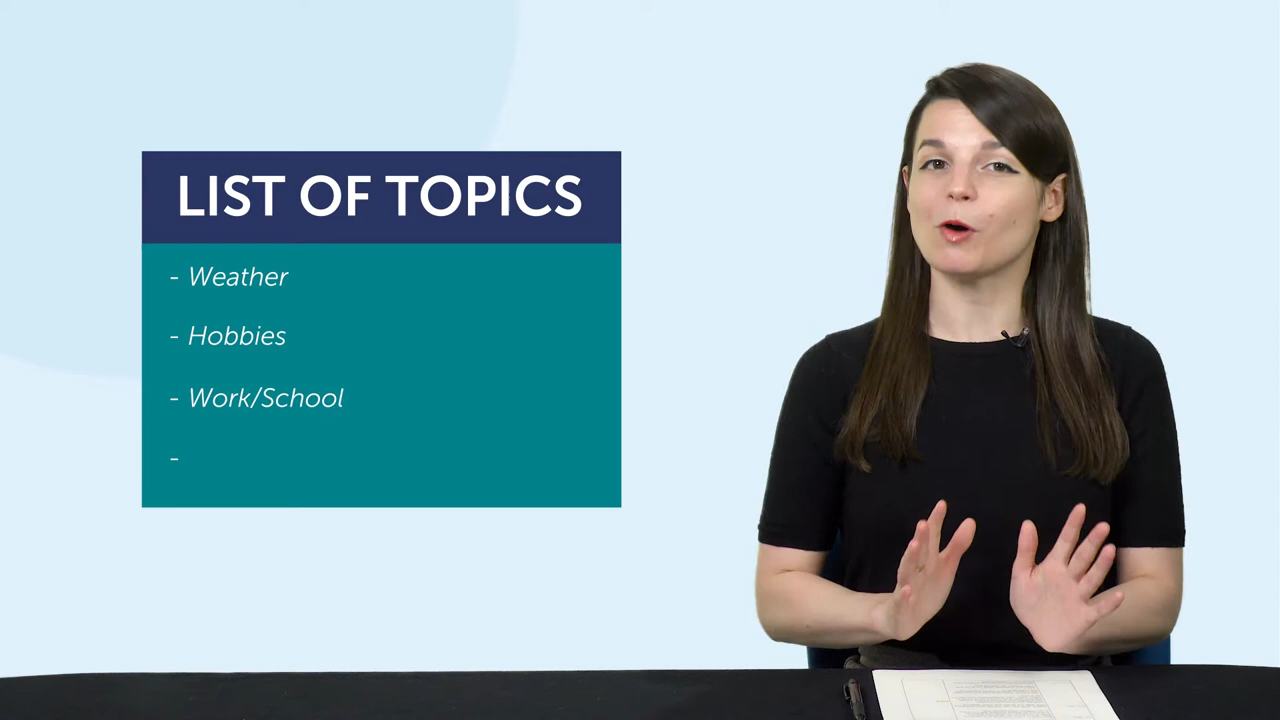 LIST OF TOPICS
- Weather
- Hobbies
- Work/School
-